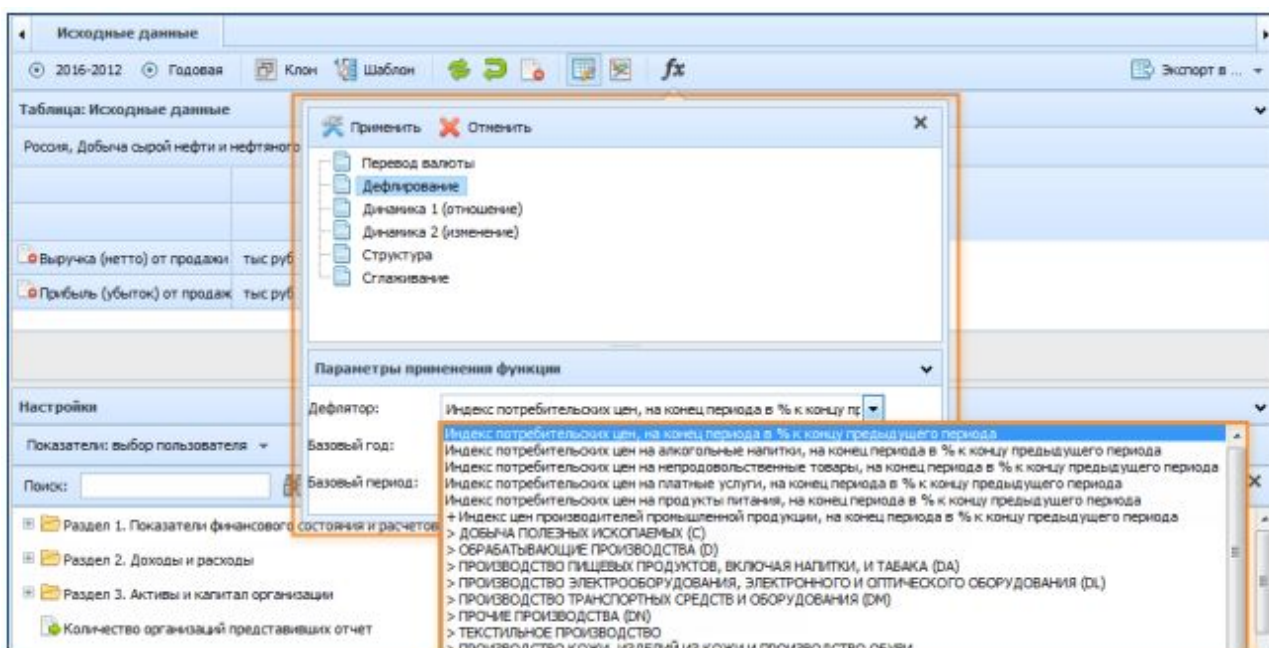 Исходные данные
2016-2012 Годовая Клон Шаблон fx Экспорт в ...
Таблица: Исходные данные
Россия, Добыча сырой нефти и нефтяного
Применить Отменить
Перевод валюты
Дефлирование
Динамика 1 (отношение)
Динамика 2 (изменение)
Структура
Сглаживание
Выручка (нетто) от продажи тыс руб
Прибыль (убыток) от продаж тыс руб
Параметры применения функции
Настройки
Дефлятор: Индекс потребительских цен, на конец периода в % к концу пр
Показатели: выбор пользователя
Базовый год:
Поиск:
Базовый период:
Индекс потребительских цен, на конец периода в % к концу предыдущего периода
Индекс потребительских цен на алкогольные напитки, на конец периода в % к концу предыдущего периода
Индекс потребительских цен на непродовольственные товары, на конец периода в % к концу предыдущего периода
Индекс потребительских цен на платные услуги, на конец периода в % к концу предыдущего периода
Индекс потребительских цен на продукты питания, на конец периода в % к концу предыдущего периода
+ Индекс цен производителей промышленной продукции, на конец периода в % к концу предыдущего периода
> ДОБЫЧА ПОЛЕЗНЫХ ИСКОПАЕМЫХ (C)
> ОБРАБАТЫВАЮЩИЕ ПРОИЗВОДСТВА (D)
> ПРОИЗВОДСТВО ПИЩЕВЫХ ПРОДУКТОВ, ВКЛЮЧАЯ НАПИТКИ, И ТАБАКА (DA)
> ПРОИЗВОДСТВО ЭЛЕКТРООБОРУДОВАНИЯ, ЭЛЕКТРОННОГО И ОПТИЧЕСКОГО ОБОРУДОВАНИЯ (DL)
> ПРОИЗВОДСТВО ТРАНСПОРТНЫХ СРЕДСТВ И ОБОРУДОВАНИЯ (DM)
> ПРОЧИЕ ПРОИЗВОДСТВА (DN)
> ТЕКСТИЛЬНОЕ ПРОИЗВОДСТВО
> ПРОИЗВОДСТВО КОЖИ, ИЗДЕЛИЙ ИЗ КОЖИ И ПРОИЗВОДСТВО ОБУВИ
Раздел 1. Показатели финансового состояния и расчетов
Раздел 2. Доходы и расходы
Раздел 3. Активы и капитал организации
Количество организаций представивших отчет